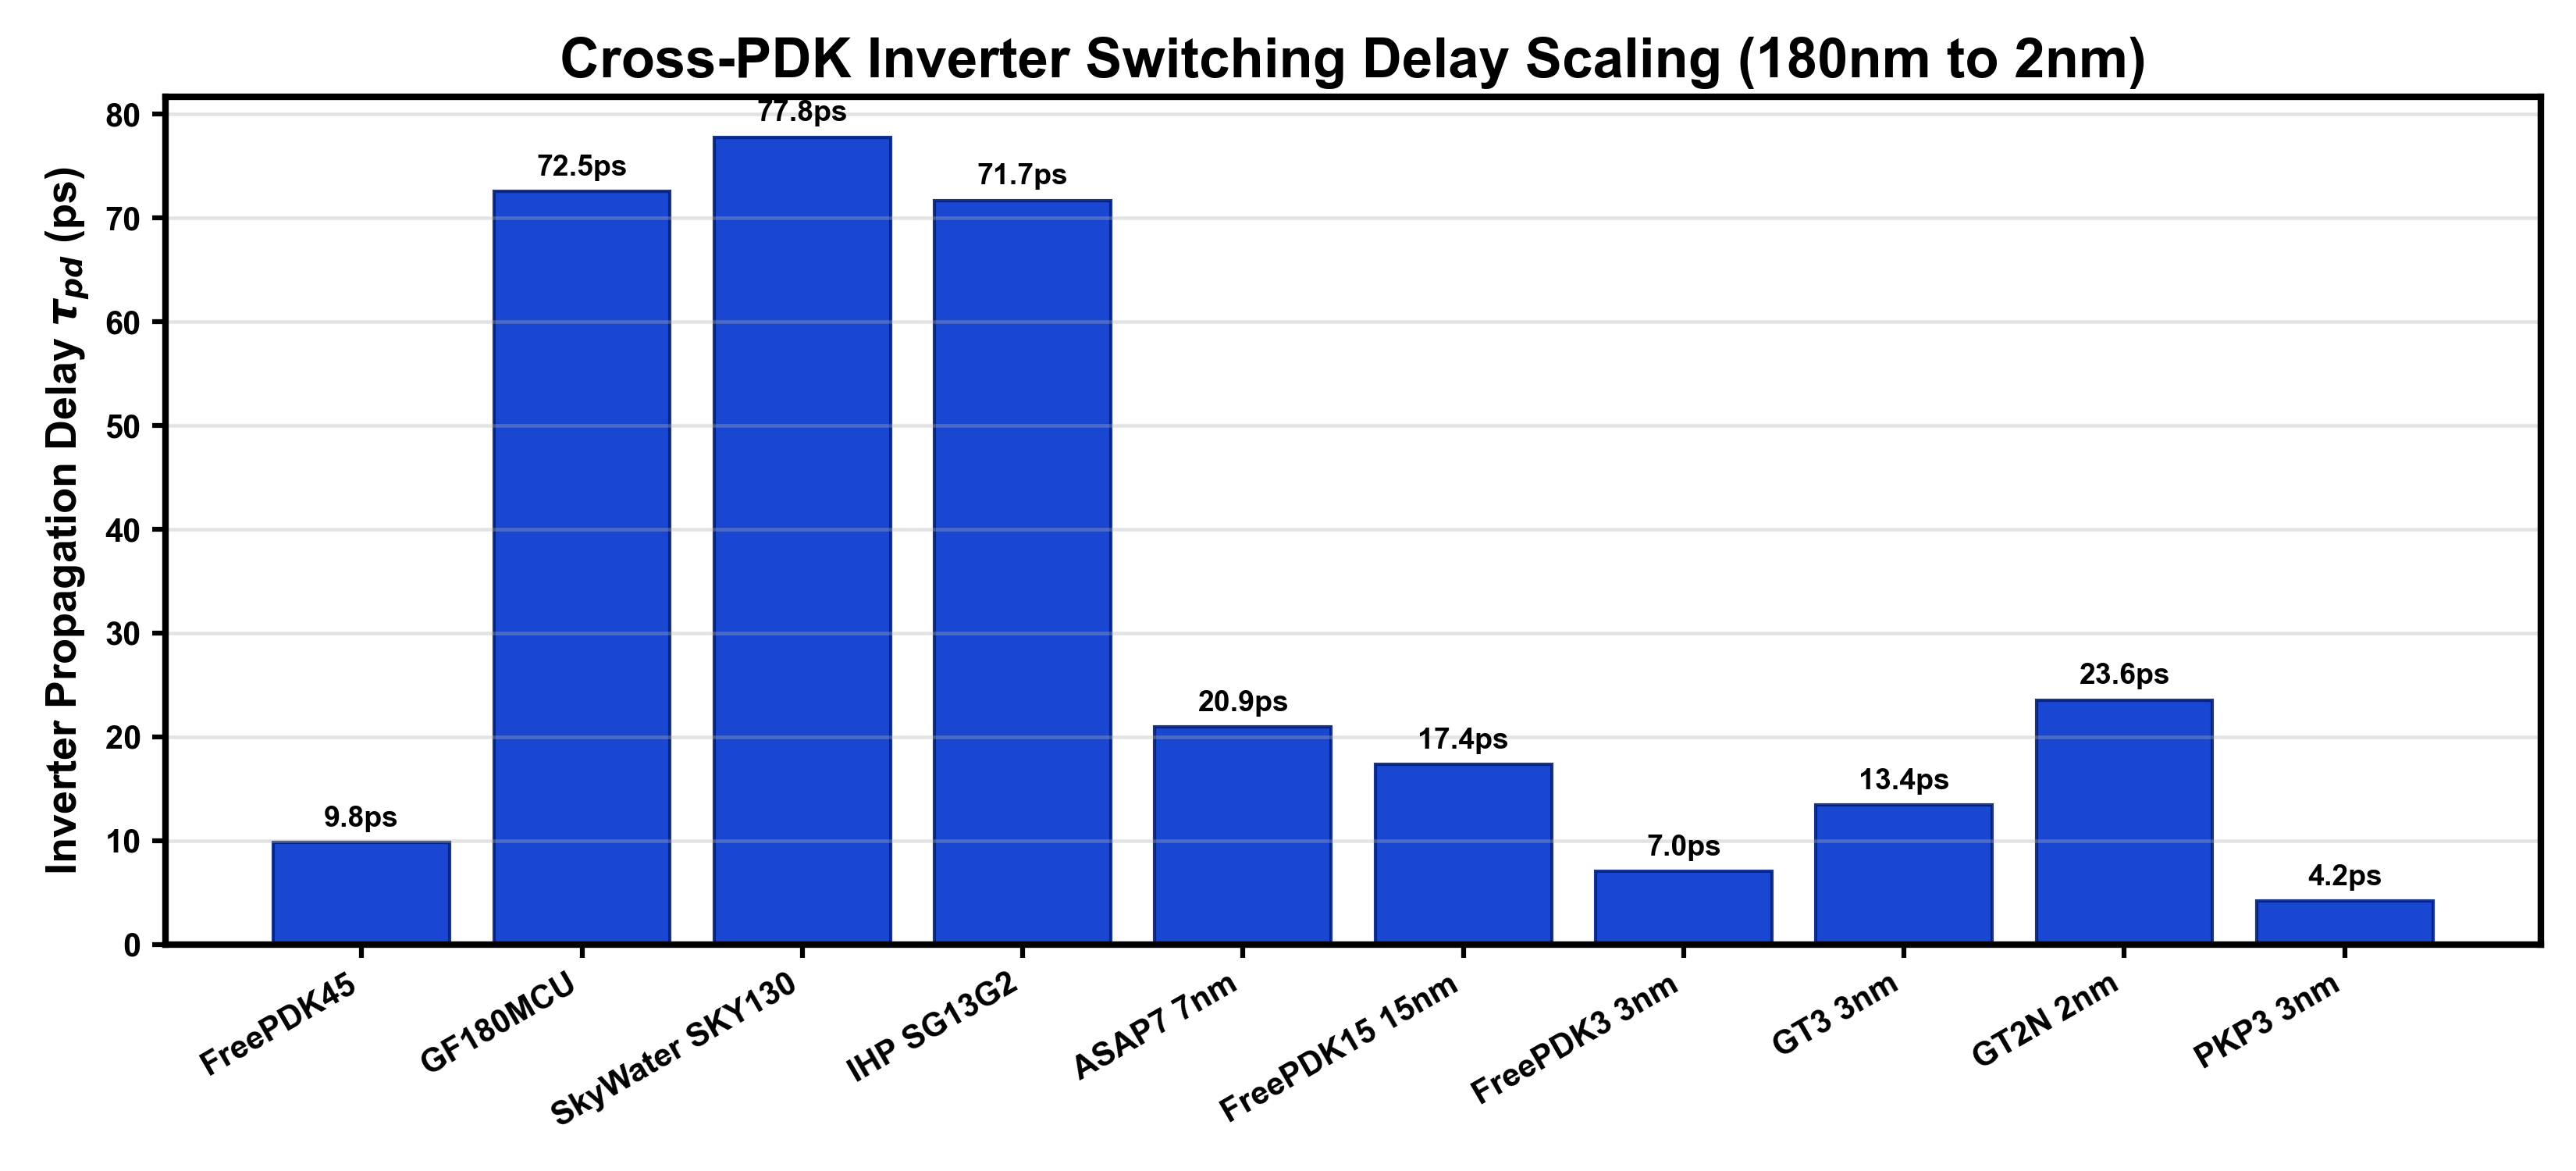 Cross-PDK Inverter Switching Delay Scaling (180nm to 2nm)
Inverter Propagation Delay τpd (ps)
80
70
60
50
40
30
20
10
0
9.8ps
72.5ps
77.8ps
71.7ps
20.9ps
17.4ps
7.0ps
13.4ps
23.6ps
4.2ps
FreePDK45
GF180MCU
SkyWater SKY130
IHP SG13G2
ASAP7 7nm
FreePDK15 15nm
FreePDK3 3nm
GT3 3nm
GT2N 2nm
PKP3 3nm